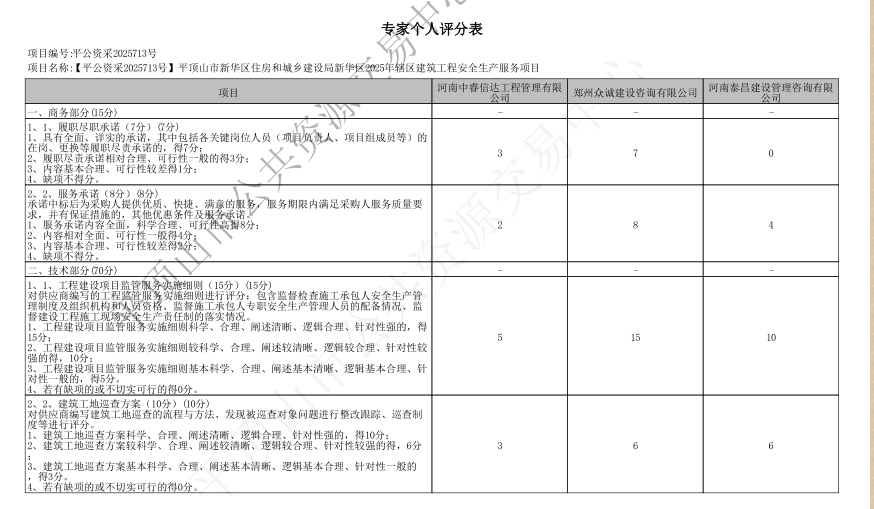 专家个人评分表
项目编号:平公资采2025713号
项目名称:【平公资采2025713号】平顶山市新华区住房和城乡建设局新华区2025年辖区建筑工程安全生产服务项目
项目 河南中睿信达工程管理有限公司 郑州众诚建设咨询有限公司 河南泰昌建设管理咨询有限公司
一、商务部分(15分) – – –
1、1、履职尽职承诺（7分）(7分)
1、具有全面、详实的承诺，其中包括各关键岗位人员（项目负责人、项目组成员等）的
在岗、更换等履职尽责承诺的，得7分；
2、履职尽责承诺相对合理、可行性一般的得3分；
3、内容基本合理、可行性较差得1分；
4、缺项不得分。
3 7 0
2、2、服务承诺（8分）(8分)
承诺中标后为采购人提供优质、快捷、满意的服务，服务期限内满足采购人服务质量要
求，并有保证措施的，其他优惠条件及服务承诺。
1、服务承诺内容全面，科学合理、可行性高得8分；
2、内容相对全面、可行性一般得4分；
3、内容基本合理、可行性较差得2分；
4、缺项不得分。
2 8 4
二、技术部分(70分) – – –
1、1、工程建设项目监管服务实施细则（15分）(15分)
对供应商编写的工程监管服务实施细则进行评分：包含监督检查施工承包人安全生产管
理制度及组织机构和人员资格、监督施工承包人专职安全生产管理人员的配备情况、监
督建设工程施工现场安全生产责任制的落实情况。
1、工程建设项目监管服务实施细则科学、合理、阐述清晰、逻辑合理、针对性强的，得
15分；
2、工程建设项目监管服务实施细则较科学、合理、阐述较清晰、逻辑较合理、针对性较
强的得，10分；
3、工程建设项目监管服务实施细则基本科学、合理、阐述基本清晰、逻辑基本合理、针
对性一般的，得5分。
4、若有缺项的或不切实可行的得0分。
5 15 10
2、2、建筑工地巡查方案（10分）(10分)
对供应商编写建筑工地巡查的流程与方法、发现被巡查对象问题进行整改跟踪、巡查制
度等进行评分。
1、建筑工地巡查方案科学、合理、阐述清晰、逻辑合理、针对性强的，得10分；
2、建筑工地巡查方案较科学、合理、阐述较清晰、逻辑较合理、针对性较强的得，6分
；
3、建筑工地巡查方案基本科学、合理、阐述基本清晰、逻辑基本合理、针对性一般的
，得3分。
4、若有缺项的或不切实可行的得0分。
3 6 6
平顶山市公共资源交易中心
平顶山市公共资源交易中心